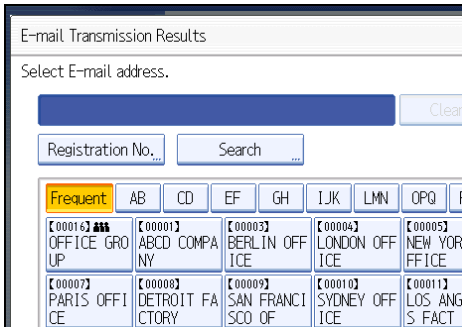 E-mail Transmission Results
Select E-mail address.
Clear
Registration No.... Search ...
Frequent AB CD EF GH IJK LMN OPQ
【00016】 【00001】 【00003】 【00004】 【00005】
OFFICE GRO ABCD COMPA BERLIN OFF LONDON OFF NEW YOR
UP NY ICE ICE FFICE
【00007】 【00008】 【00009】 【00010】 【00011】
PARIS OFFI DETROIT FA SAN FRANCI SYDNEY OFF LOS ANG
CE CTORY SCO OF ICE S FACT